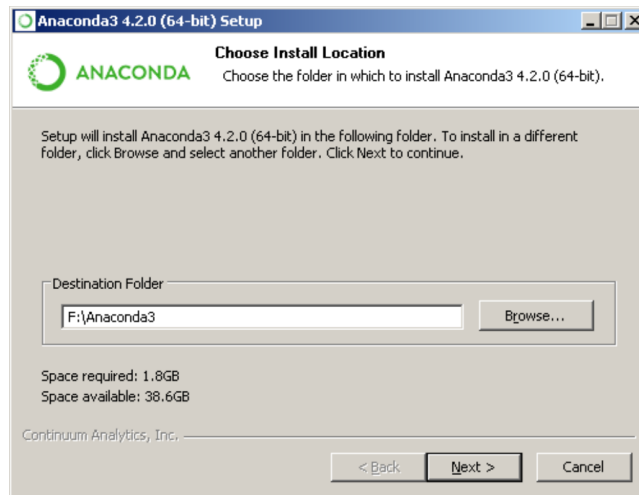 Anaconda3 4.2.0 (64-bit) Setup
ANACONDA
Choose Install Location
Choose the folder in which to install Anaconda3 4.2.0 (64-bit).
Setup will install Anaconda3 4.2.0 (64-bit) in the following folder. To install in a different
folder, click Browse and select another folder. Click Next to continue.
Destination Folder
F:\Anaconda3
Browse...
Space required: 1.8GB
Space available: 38.6GB
Continuum Analytics, Inc.
< Back
Next >
Cancel